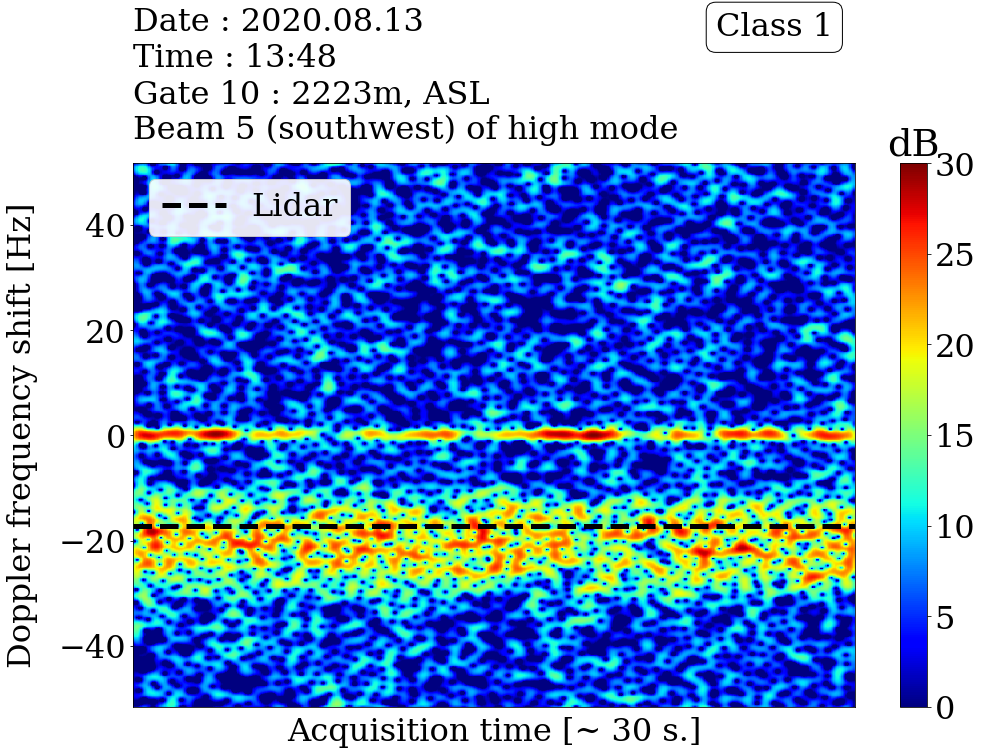 Date : 2020.08.13
Time : 13:48
Gate 10 : 2223m, ASL
Beam 5 (southwest) of high mode
Class 1
dB
Lidar
Doppler frequency shift [Hz]
40
20
0
−20
−40
Acquisition time [~ 30 s.]
30
25
20
15
10
5
0